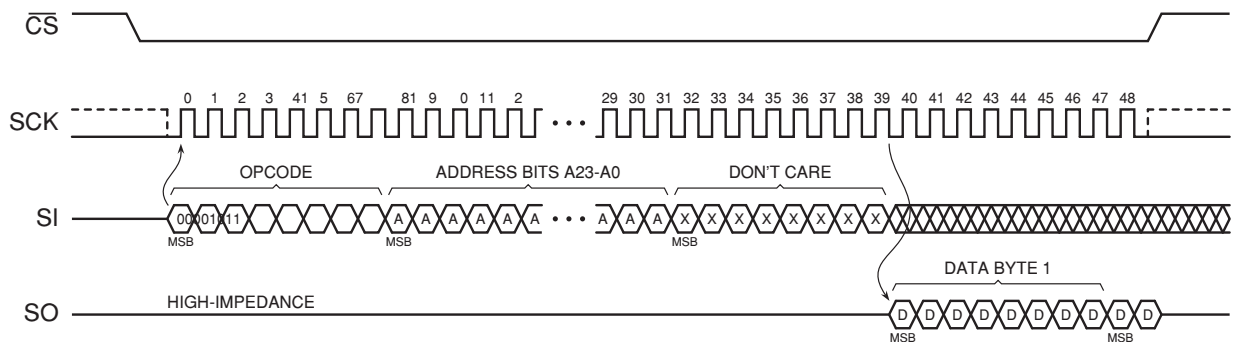 CS
0 1 2 3 41 5 67 81 9 0 11 2 29 30 31 32 33 34 35 36 37 38 39 40 41 42 43 44 45 46 47 48
SCK
OPCODE ADDRESS BITS A23-A0 DON'T CARE
SI 00001011 A A A A A A A A A X X X X X X X X
MSB MSB MSB
DATA BYTE 1
HIGH-IMPEDANCE
SO D D D D D D D D D D
MSB MSB